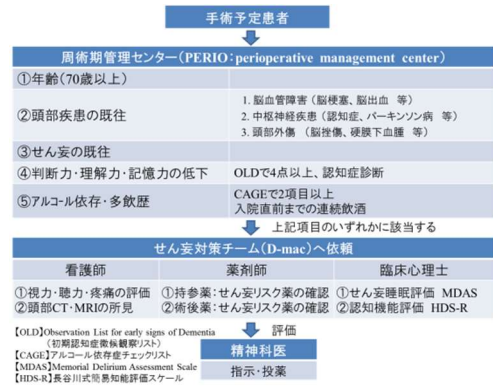 手術予定患者
周術期管理センター(PERIO:perioperative management center)
①年齢(70歳以上)
②頭部疾患の既往
1. 脳血管障害(脳梗塞、脳出血 等)
2. 中枢神経疾患(認知症、パーキンソン病 等)
3. 頭部外傷(脳挫傷、硬膜下血腫 等)
③せん妄の既往
④判断力・理解力・記憶力の低下
OLDで4点以上、認知症診断
⑤アルコール依存・多飲歴
CAGEで2項目以上
入院直前までの連続飲酒
上記項目のいずれかに該当する
せん妄対策チーム(D-mac)へ依頼
看護師
①視力・聴力・疼痛の評価
②頭部CT・MRIの所見
薬剤師
①持参薬:せん妄リスク薬の確認
②術後薬:せん妄リスク薬の確認
臨床心理士
①せん妄睡眠評価 MDAS
②認知機能評価 HDS-R
【OLD】Observation List for early signs of Dementia
(初期認知症徴候観察リスト)
【CAGE】アルコール依存症チェックリスト
【MDAS】Memorial Delirium Assessment Scale
【HDS-R】長谷川式簡易知能評価スケール
評価
精神科医
指示・投薬